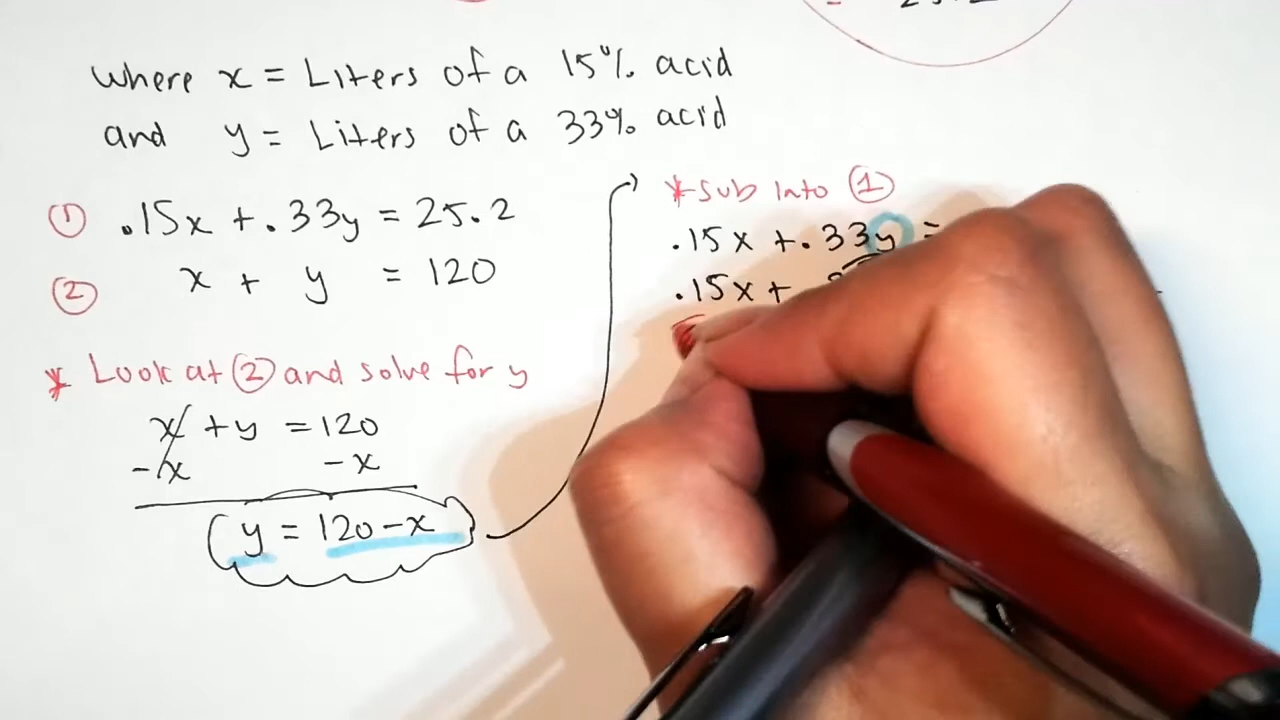 where x = Liters of a 15% acid
and y = Liters of a 33% acid
① .15x + .33y = 25.2
② x + y = 120
* Look at ② and solve for y
x + y = 120
-x -x
y = 120 - x
* Sub Into ①
.15x + .33y =
.15x +